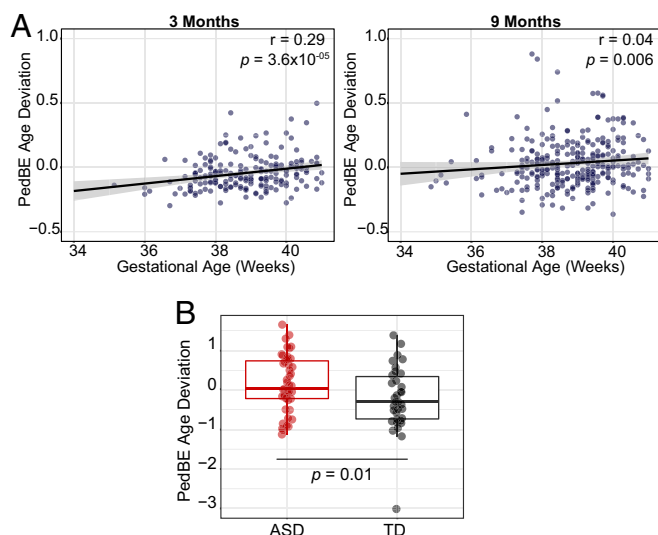 A
3 Months
9 Months
r = 0.29
p = 3.6x10-05
r = 0.04
p = 0.006
PedBE Age Deviation
1.0
0.5
0.0
−0.5
34
36
38
40
Gestational Age (Weeks)
PedBE Age Deviation
1.0
0.5
0.0
−0.5
34
36
38
40
Gestational Age (Weeks)
B
PedBE Age Deviation
1
0
−1
−2
−3
p = 0.01
ASD
TD